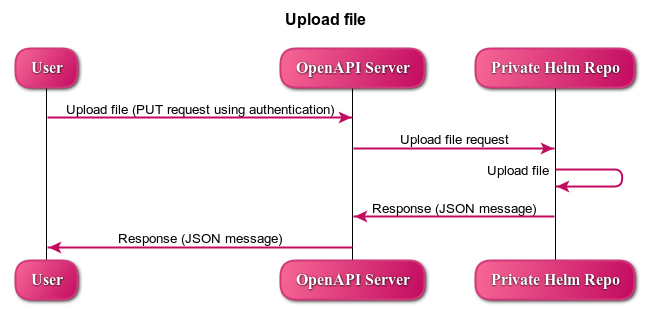 Upload file
User
OpenAPI Server
Private Helm Repo
Upload file (PUT request using authentication)
Upload file request
Upload file
Response (JSON message)
Response (JSON message)
User
OpenAPI Server
Private Helm Repo